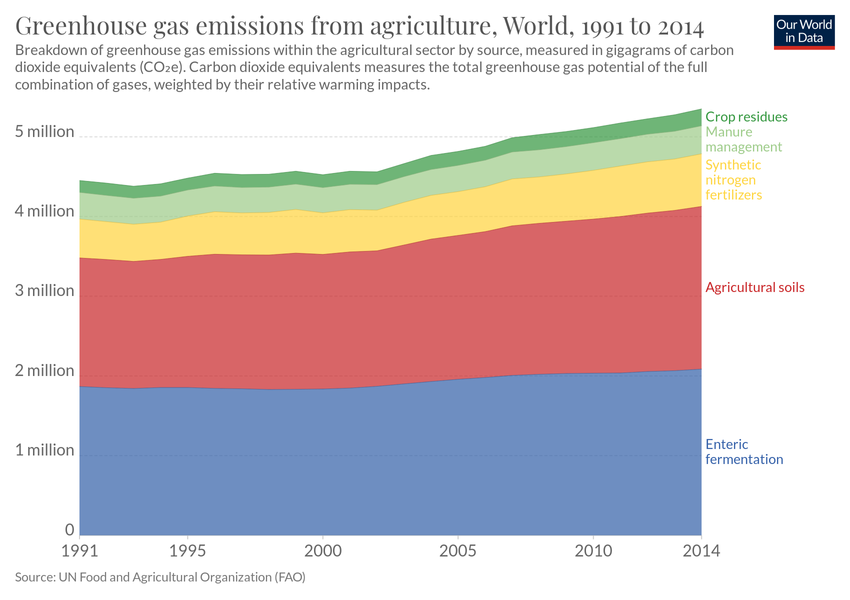 Greenhouse gas emissions from agriculture, World, 1991 to 2014
Our World
in Data
Breakdown of greenhouse gas emissions within the agricultural sector by source, measured in gigagrams of carbon
dioxide equivalents (CO₂e). Carbon dioxide equivalents measures the total greenhouse gas potential of the full
combination of gases, weighted by their relative warming impacts.
5 million
4 million
3 million
2 million
1 million
0
Crop residues
Manure
management
Synthetic
nitrogen
fertilizers
Agricultural soils
Enteric
fermentation
1991
1995
2000
2005
2010
2014
Source: UN Food and Agricultural Organization (FAO)